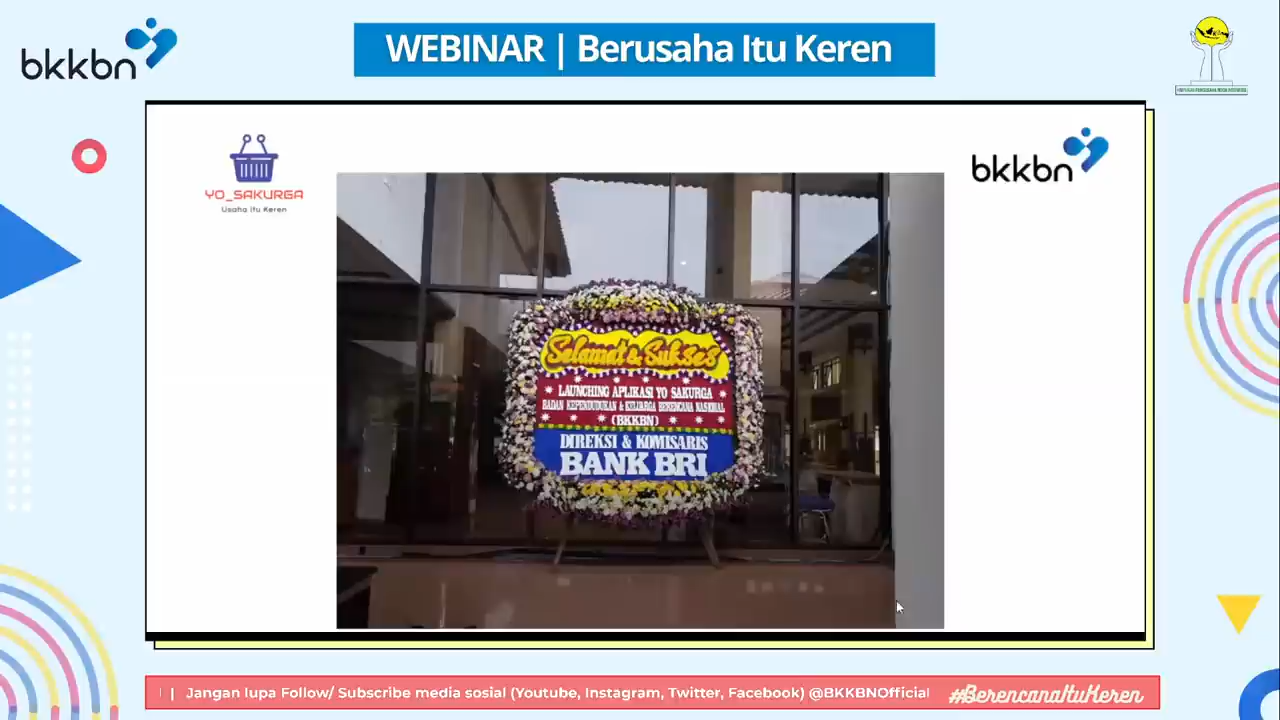 bkkbn
WEBINAR | Berusaha Itu Keren
YO_SAKURGA
Usaha Itu Keren
bkkbn
Selamat & Sukses
LAUNCHING APLIKASI YO SAKURGA
BADAN KEPENDUDUKAN & KELUARGA BERENCANA NASIONAL
(BKKBN)
DIREKSI & KOMISARIS
BANK BRI
| Jangan lupa Follow/ Subscribe media sosial (Youtube, Instagram, Twitter, Facebook) @BKKBNOfficial
#BerencanaItuKeren